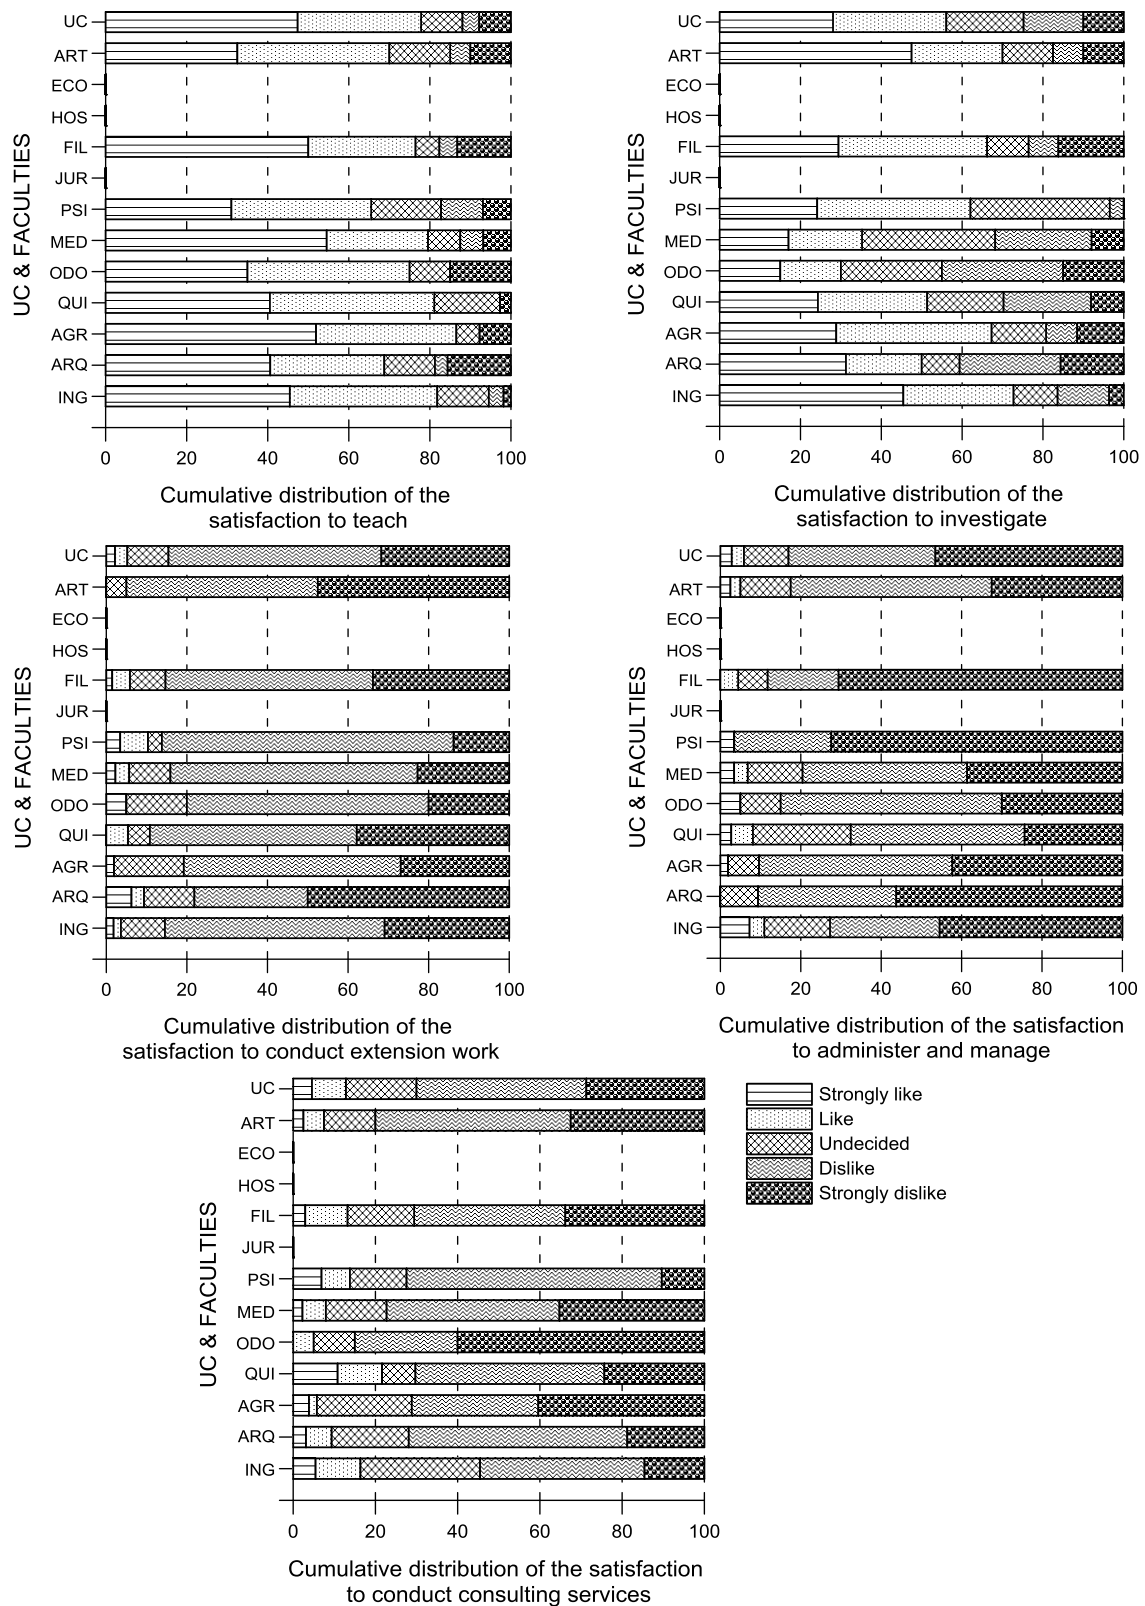 UC & FACULTIES
UC
ART
ECO
HOS
FIL
JUR
PSI
MED
ODO
QUI
AGR
ARQ
ING
0 20 40 60 80 100
Cumulative distribution of the
satisfaction to teach
UC & FACULTIES
UC
ART
ECO
HOS
FIL
JUR
PSI
MED
ODO
QUI
AGR
ARQ
ING
0 20 40 60 80 100
Cumulative distribution of the
satisfaction to investigate
UC & FACULTIES
UC
ART
ECO
HOS
FIL
JUR
PSI
MED
ODO
QUI
AGR
ARQ
ING
0 20 40 60 80 100
Cumulative distribution of the
satisfaction to conduct extension work
UC & FACULTIES
UC
ART
ECO
HOS
FIL
JUR
PSI
MED
ODO
QUI
AGR
ARQ
ING
0 20 40 60 80 100
Cumulative distribution of the satisfaction
to administer and manage
UC & FACULTIES
UC
ART
ECO
HOS
FIL
JUR
PSI
MED
ODO
QUI
AGR
ARQ
ING
0 20 40 60 80 100
Cumulative distribution of the satisfaction
to conduct consulting services
Strongly like
Like
Undecided
Dislike
Strongly dislike